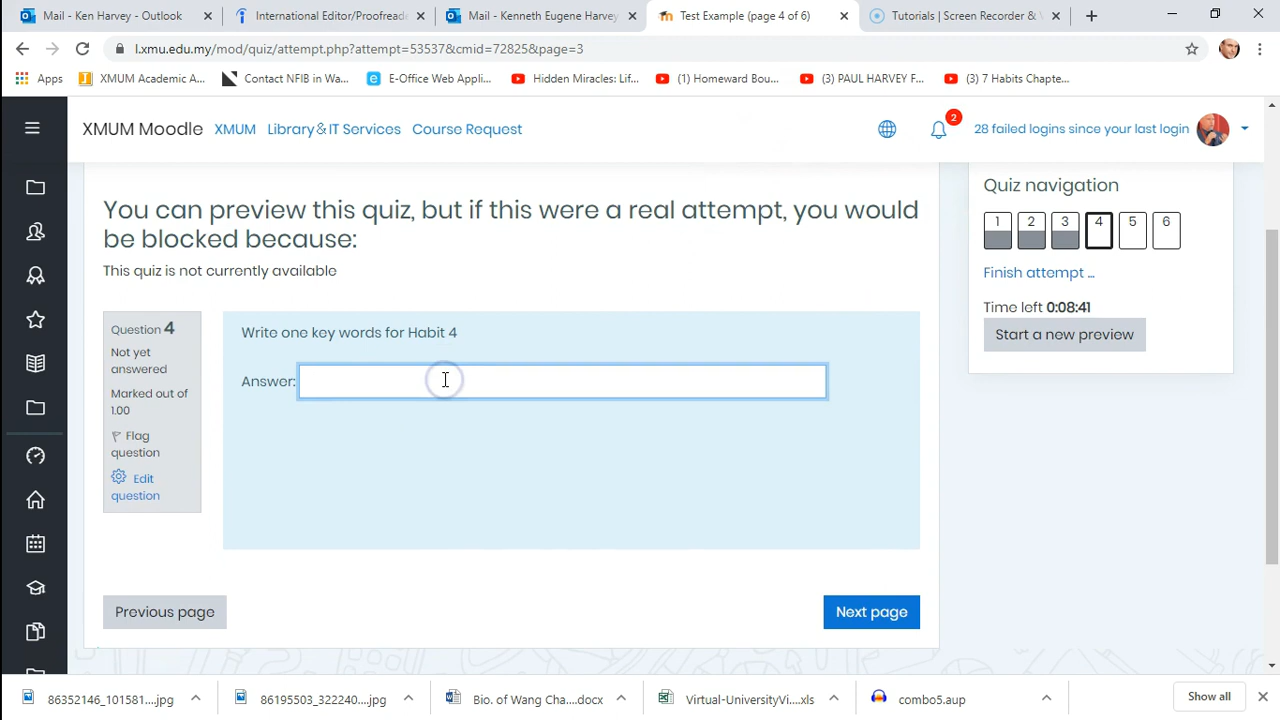 Mail - Ken Harvey - Outlook
International Editor/Proofreade
Mail - Kenneth Eugene Harvey
Test Example (page 4 of 6)
Tutorials | Screen Recorder & V
l.xmu.edu.my/mod/quiz/attempt.php?attempt=53537&cmid=72825&page=3
Apps
XMUM Academic A...
Contact NFIB in Wa...
E-Office Web Appli...
Hidden Miracles: Lif...
(1) Homeward Bou...
(3) PAUL HARVEY F...
(3) 7 Habits Chapte...
XMUM Moodle
XMUM
Library&IT Services
Course Request
2
28 failed logins since your last login
You can preview this quiz, but if this were a real attempt, you would
be blocked because:
This quiz is not currently available
Question 4
Not yet
answered
Marked out of
1.00
Flag
question
Edit
question
Write one key words for Habit 4
Answer:
Previous page
Next page
Quiz navigation
1
2
3
4
5
6
Finish attempt ...
Time left 0:08:41
Start a new preview
86352146_101581....jpg
86195503_322240....jpg
Bio. of Wang Cha....docx
Virtual-UniversityVi....xls
combo5.aup
Show all